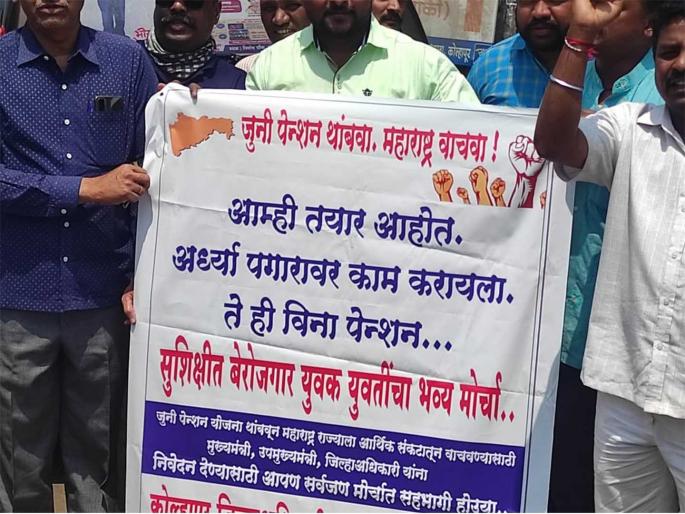 जुनी पेन्शन थांबवा. महाराष्ट्र वाचवा !
आम्ही तयार आहोत.
अर्ध्या पगारावर काम करायला.
ते ही विना पेन्शन...
सुशिक्षीत बेरोजगार युवक युवतींचा भव्य मोर्चा..
जुनी पेन्शन योजना थांबवून महाराष्ट्र राज्याला आर्थिक संकटातून वाचवण्यासाठी
मुख्यमंत्री, उपमुख्यमंत्री, जिल्हाअधिकारी यांना
निवेदन देण्यासाठी आपण सर्वजण मोर्चात सहभागी होऊया..